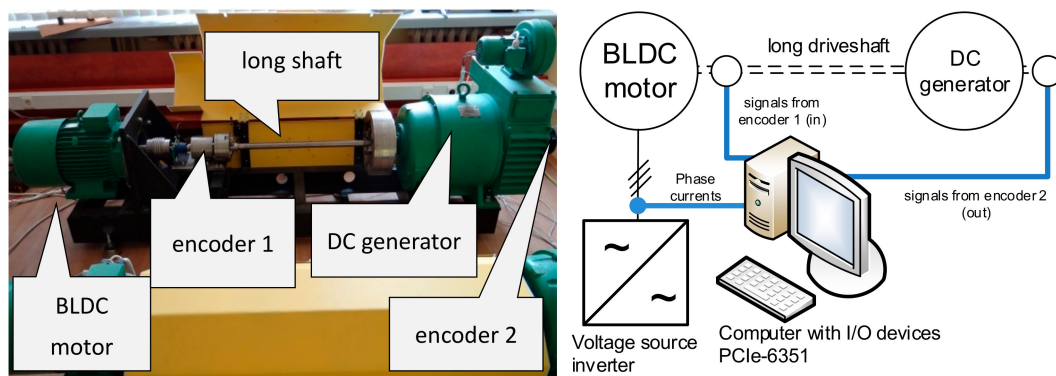 long shaft
encoder 1
DC generator
BLDC
motor
encoder 2
BLDC
motor
long driveshaft
DC
generator
signals from
encoder 1 (in)
Phase
currents
signals from encoder 2
(out)
~
~
Voltage source
inverter
Computer with I/O devices
PCIe-6351